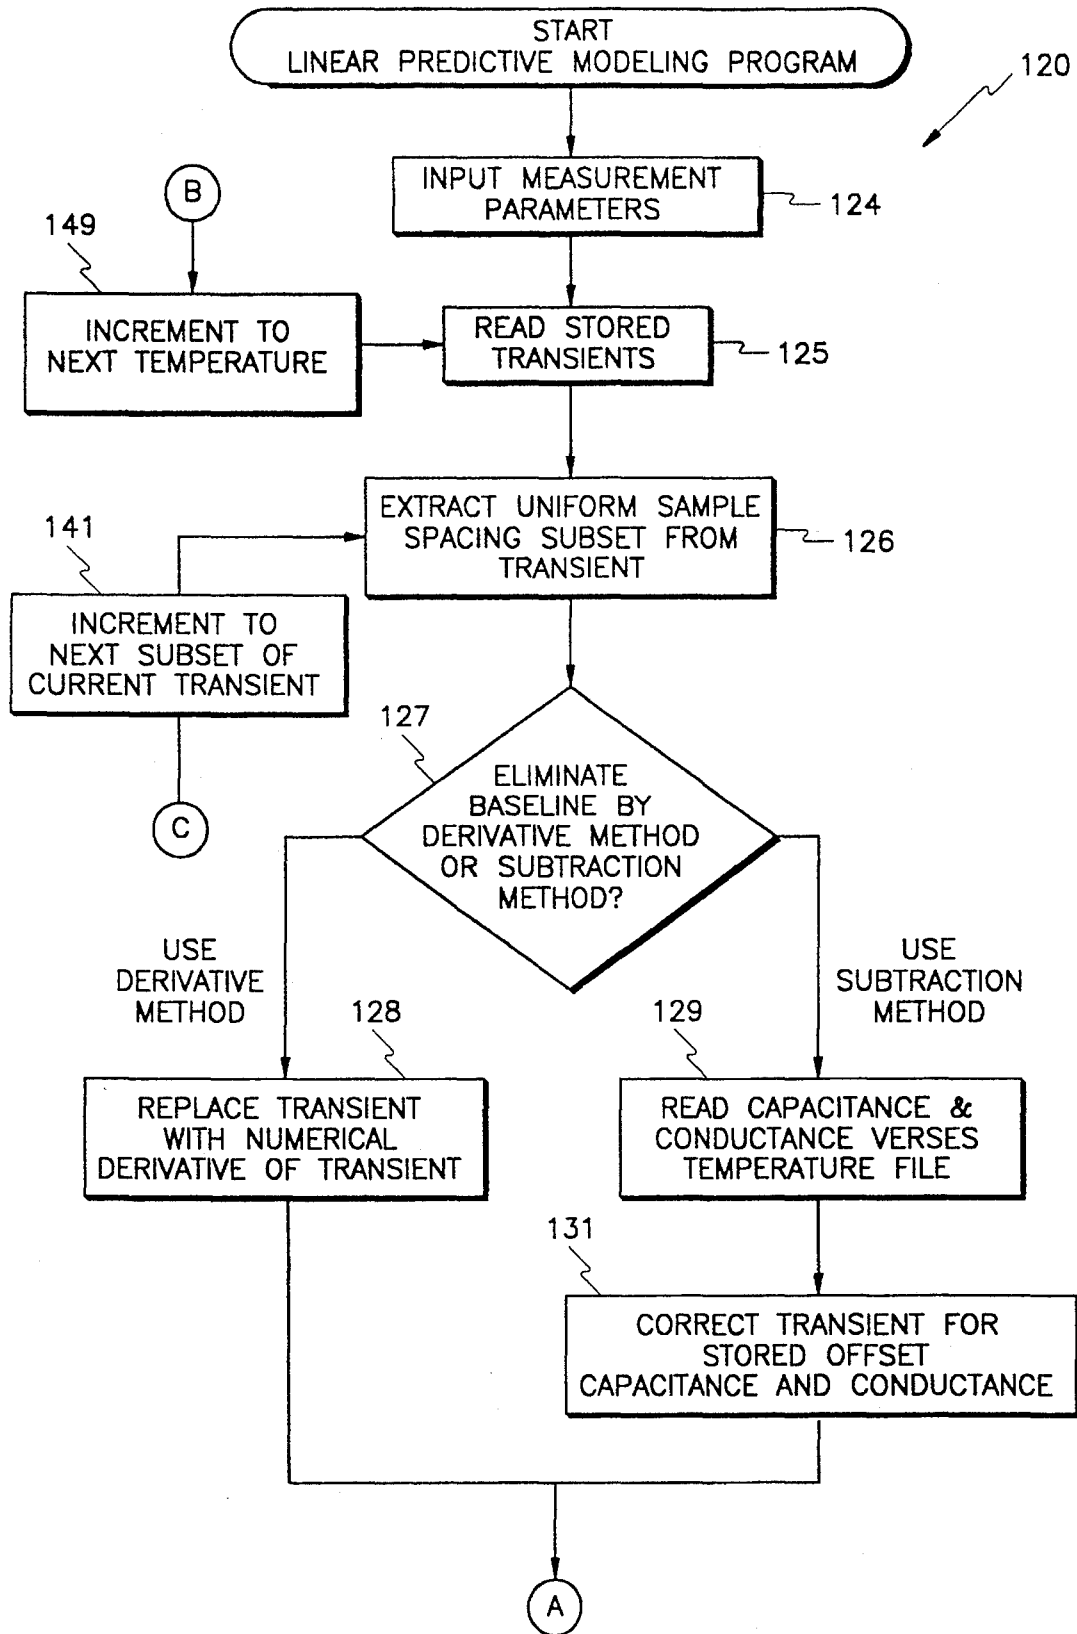 START
LINEAR PREDICTIVE MODELING PROGRAM
120
INPUT MEASUREMENT
PARAMETERS
124
B
149
INCREMENT TO
NEXT TEMPERATURE
READ STORED
TRANSIENTS
125
EXTRACT UNIFORM SAMPLE
SPACING SUBSET FROM
TRANSIENT
126
141
INCREMENT TO
NEXT SUBSET OF
CURRENT TRANSIENT
C
127
ELIMINATE
BASELINE BY
DERIVATIVE METHOD
OR SUBTRACTION
METHOD?
USE
DERIVATIVE
METHOD
USE
SUBTRACTION
METHOD
128
REPLACE TRANSIENT
WITH NUMERICAL
DERIVATIVE OF TRANSIENT
129
READ CAPACITANCE &
CONDUCTANCE VERSES
TEMPERATURE FILE
131
CORRECT TRANSIENT FOR
STORED OFFSET
CAPACITANCE AND CONDUCTANCE
A